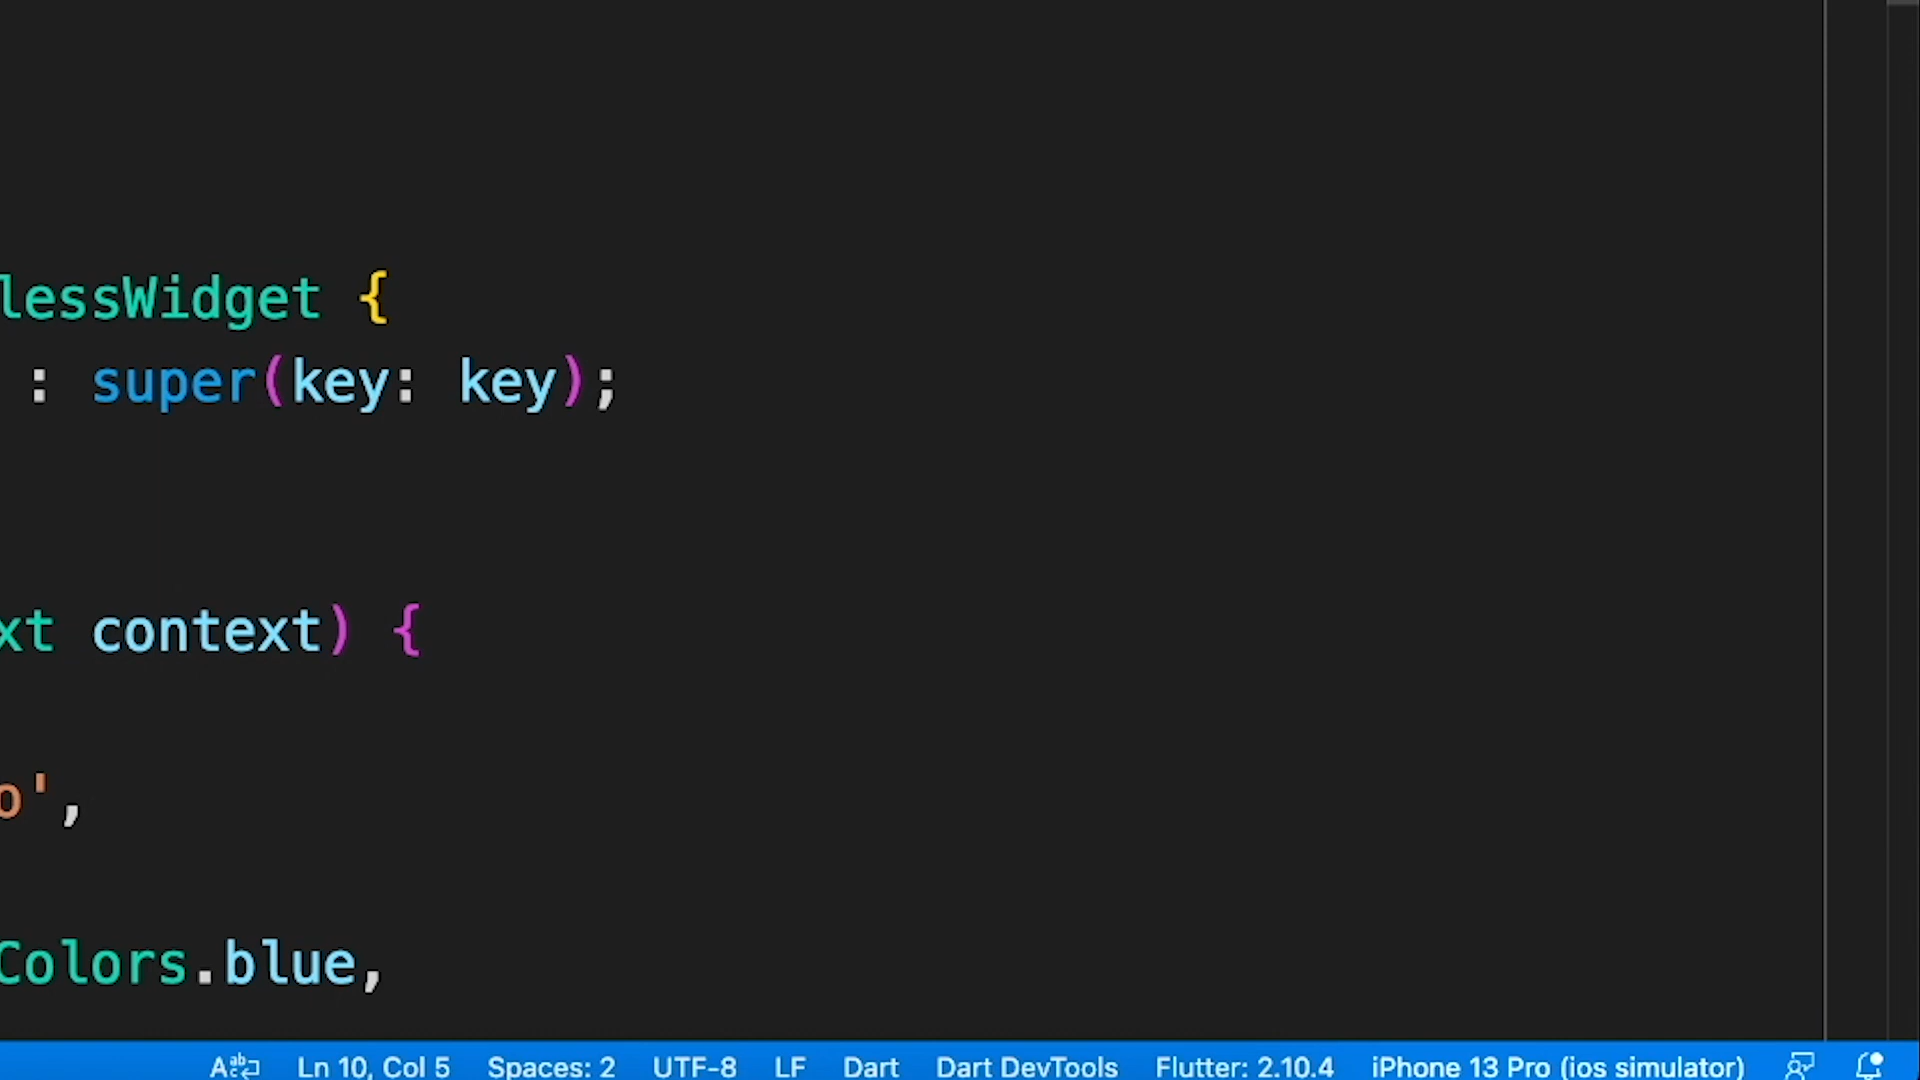 lessWidget {
: super(key: key);
xt context) {
o',
Colors.blue,
Ln 10, Col 5 Spaces: 2 UTF-8 LF Dart Dart DevTools Flutter: 2.10.4 iPhone 13 Pro (ios simulator)